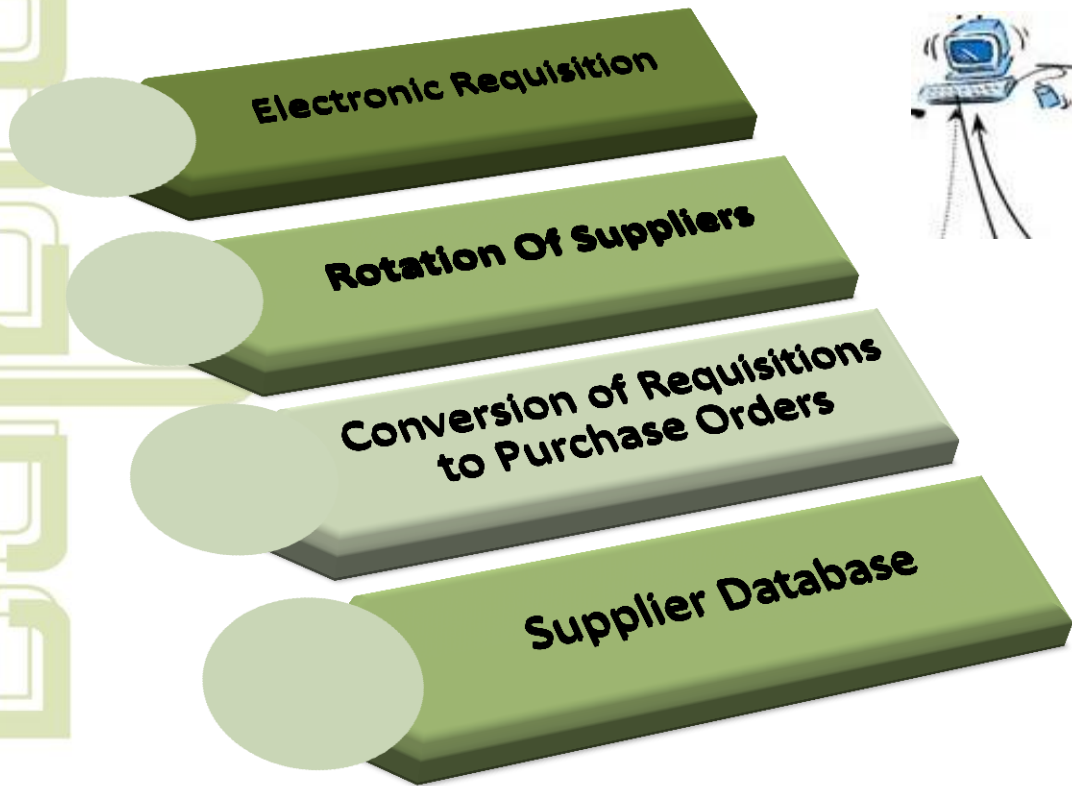 Electronic Requisition
Rotation Of Suppliers
Conversion of Requisitions
to Purchase Orders
Supplier Database